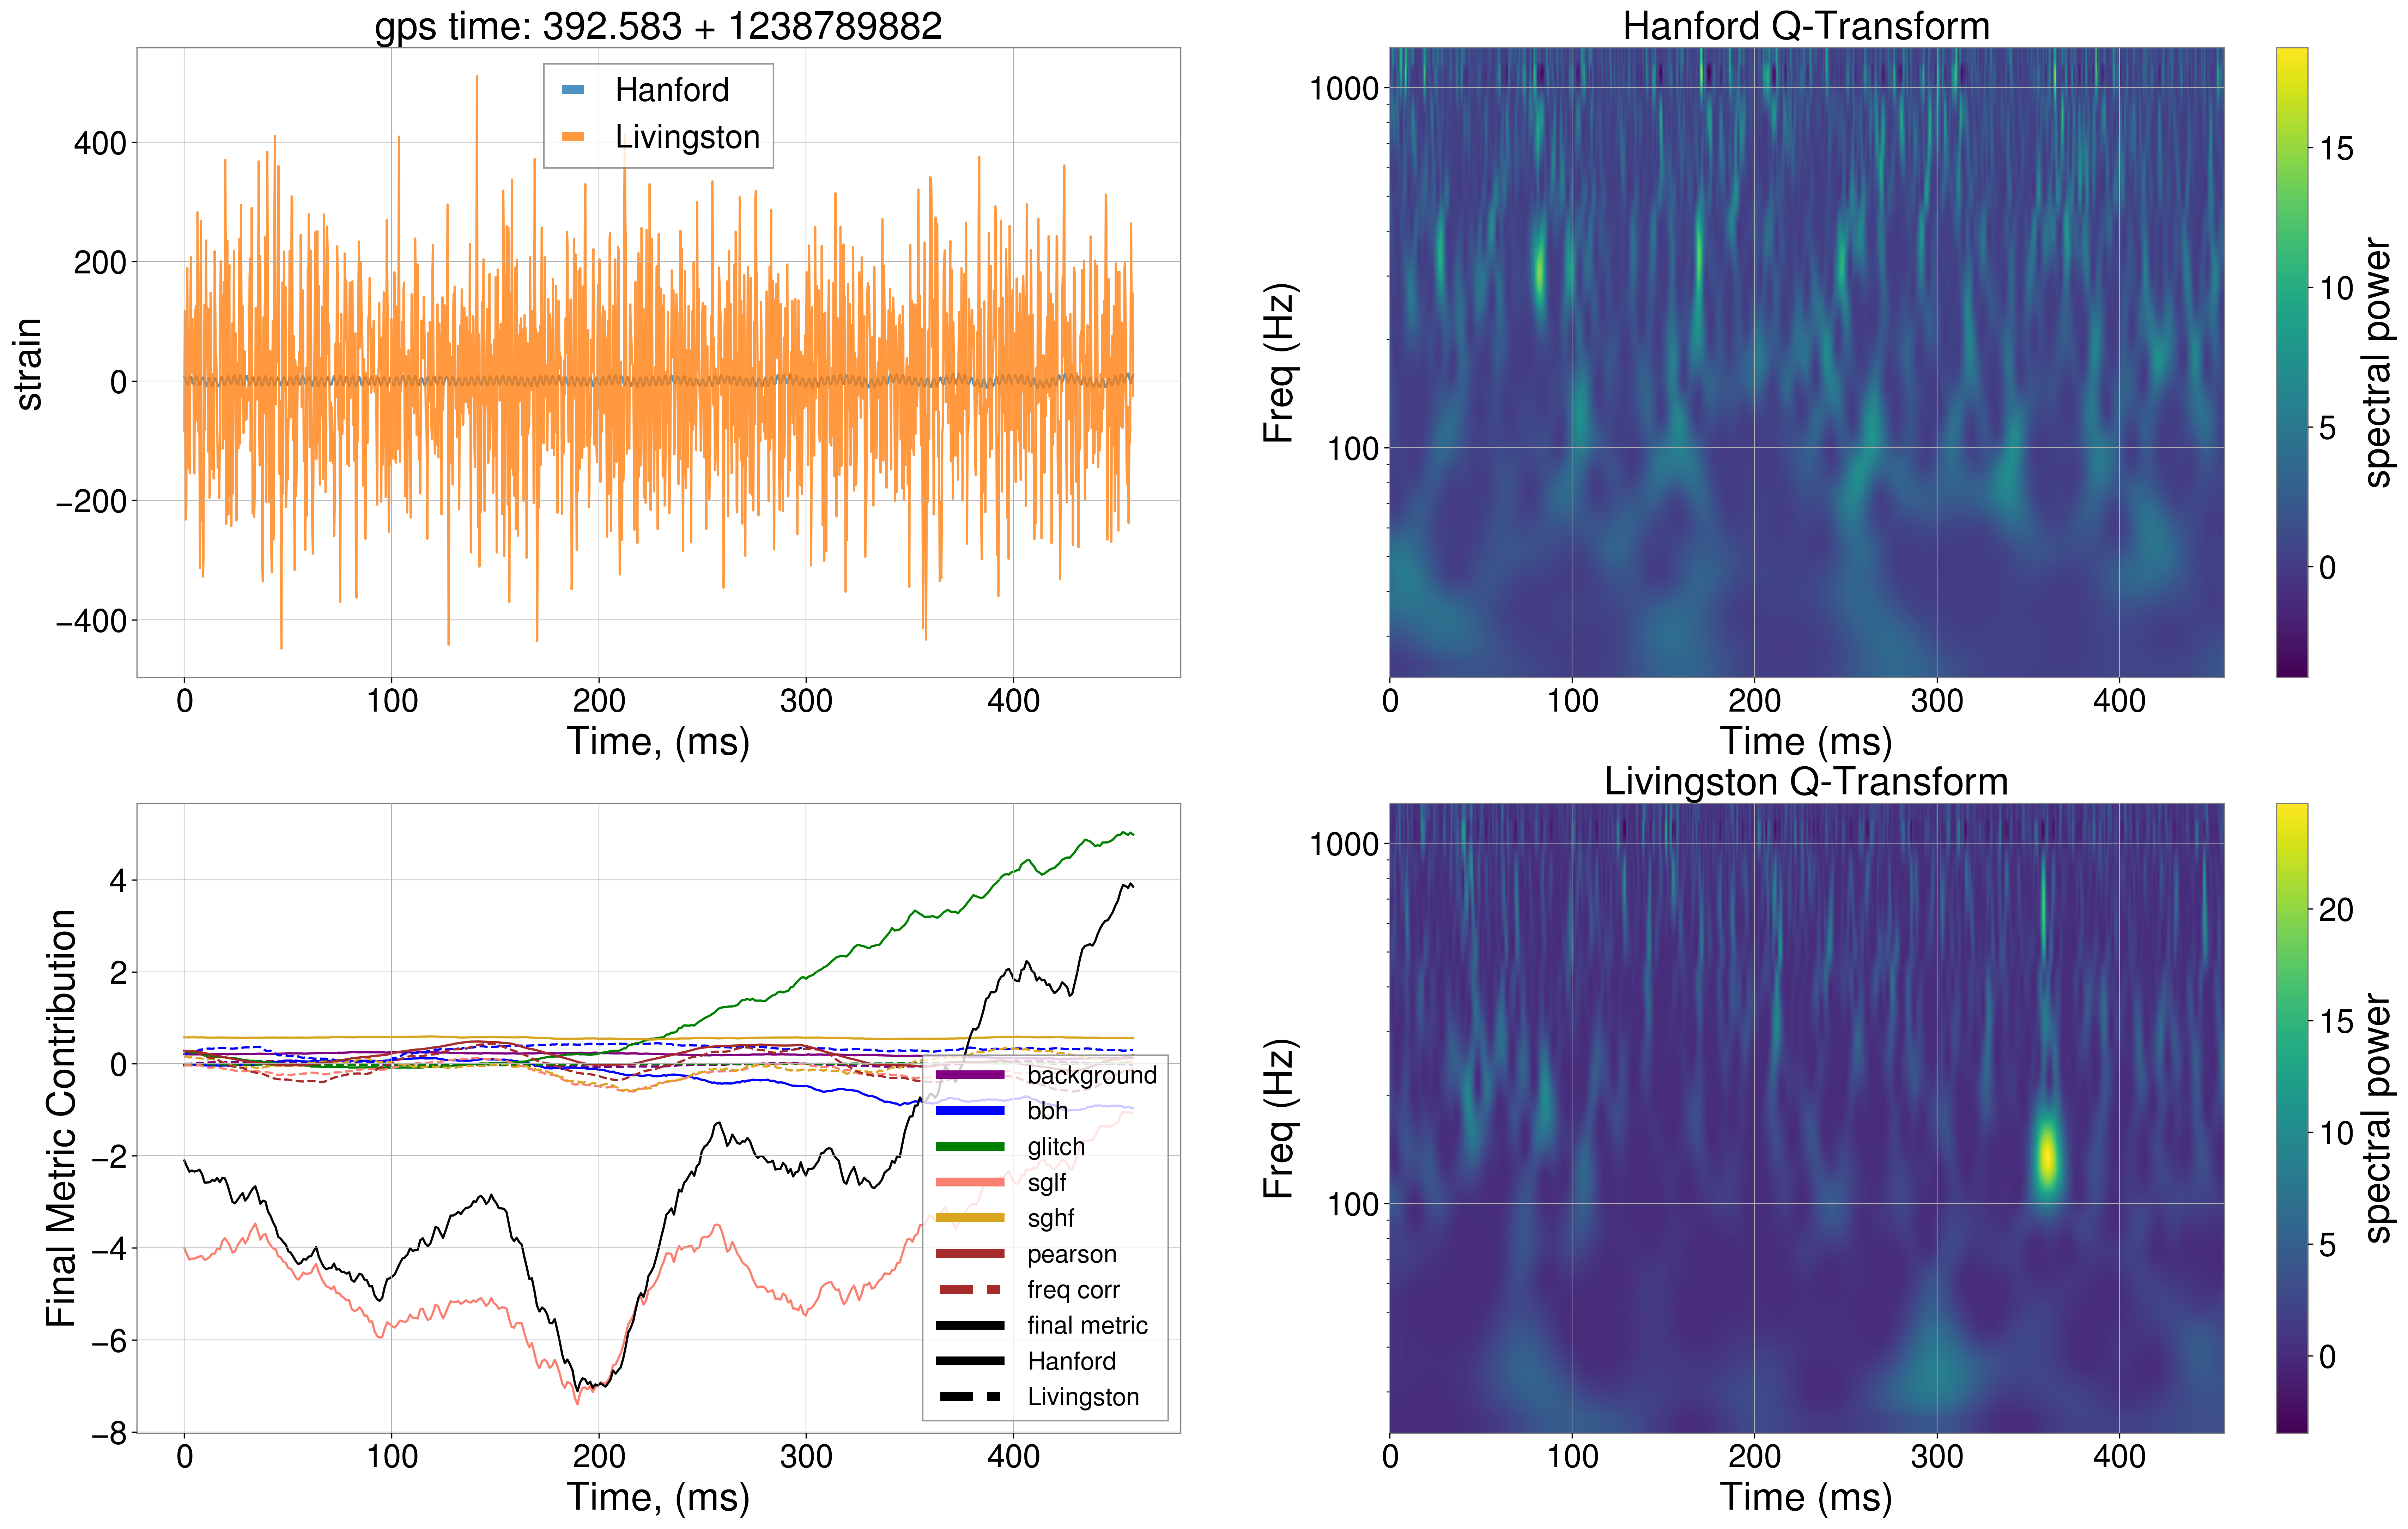 gps time: 392.583 + 1238789882
Hanford
Livingston
strain
400
200
0
−200
−400
0 100 200 300 400
Time, (ms)
Hanford Q-Transform
Freq (Hz)
1000
100
0 100 200 300 400
Time (ms)
15
10
5
0
spectral power
Final Metric Contribution
4
2
0
−2
−4
−6
−8
background
bbh
glitch
sglf
sghf
pearson
freq corr
final metric
Hanford
Livingston
0 100 200 300 400
Time, (ms)
Livingston Q-Transform
Freq (Hz)
1000
100
0 100 200 300 400
Time (ms)
20
15
10
5
0
spectral power